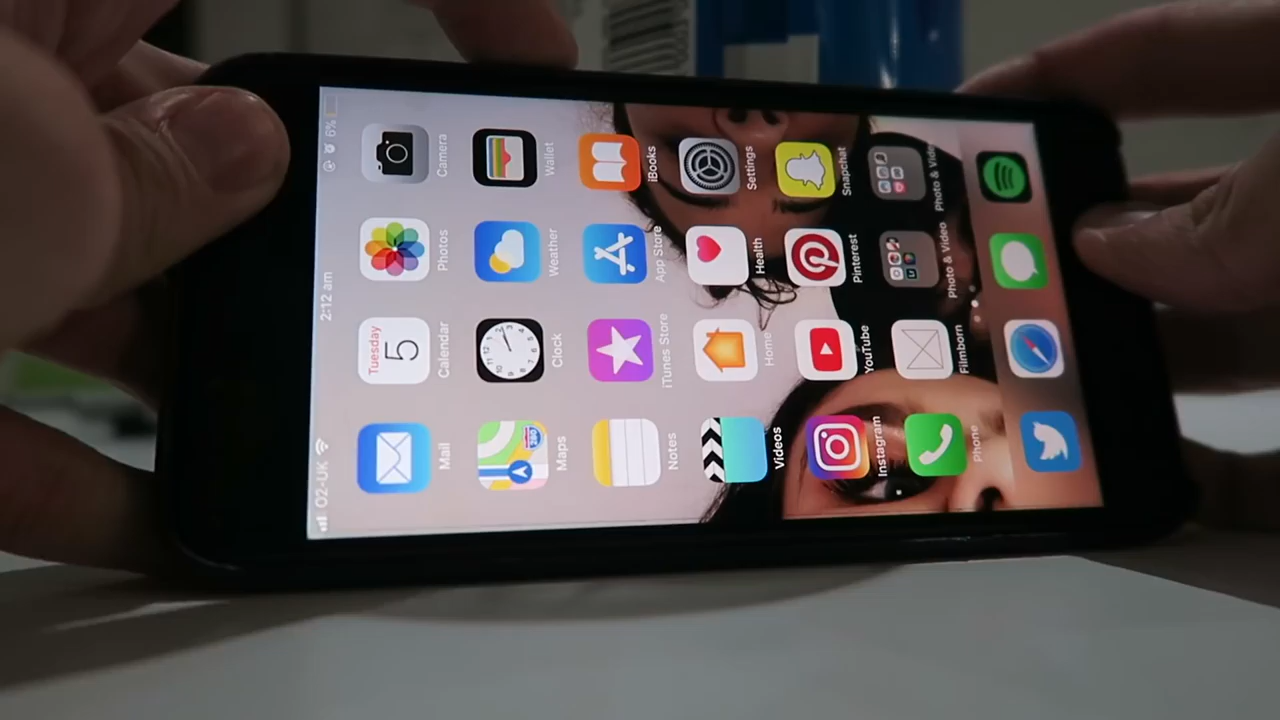 O2-UK 2:12 am 6%
Tuesday
5
Mail Calendar Photos Camera
280
Maps Clock Weather Wallet
Notes iTunes Store App Store iBooks
Videos Home Health Settings
Instagram YouTube Pinterest Snapchat
Phone Filmborn Photo & Video Photo & Video